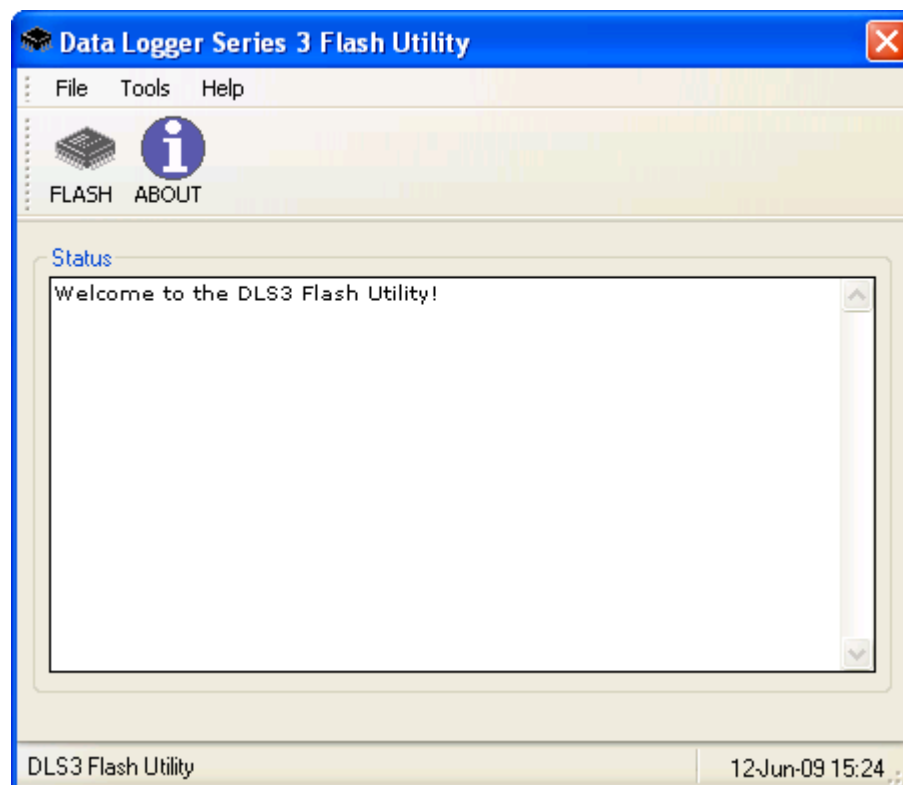 Data Logger Series 3 Flash Utility
File Tools Help
FLASH ABOUT
Status
Welcome to the DLS3 Flash Utility!
DLS3 Flash Utility 12-Jun-09 15:24